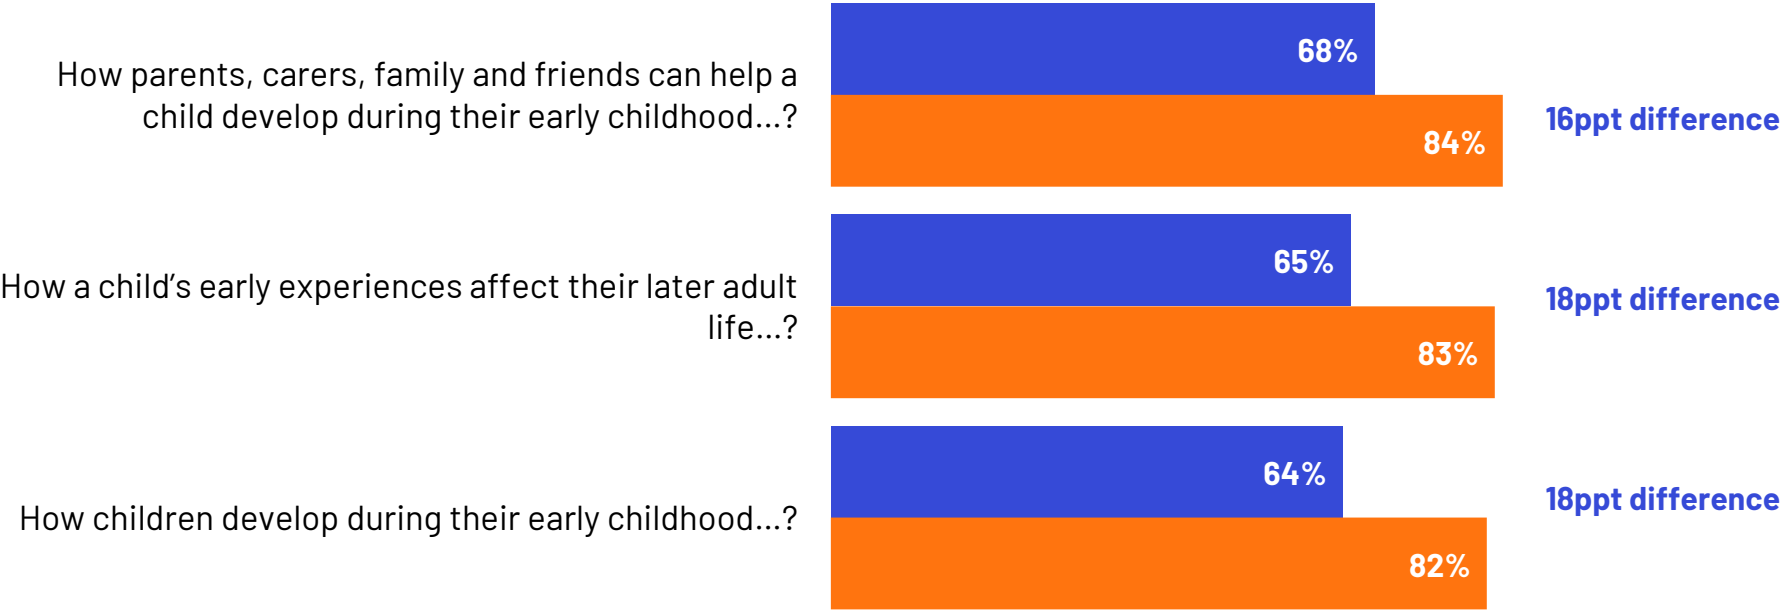 68%
How parents, carers, family and friends can help a
child develop during their early childhood...?
16ppt difference
84%
65%
How a child’s early experiences affect their later adult
life...?
18ppt difference
83%
64%
How children develop during their early childhood...?
18ppt difference
82%